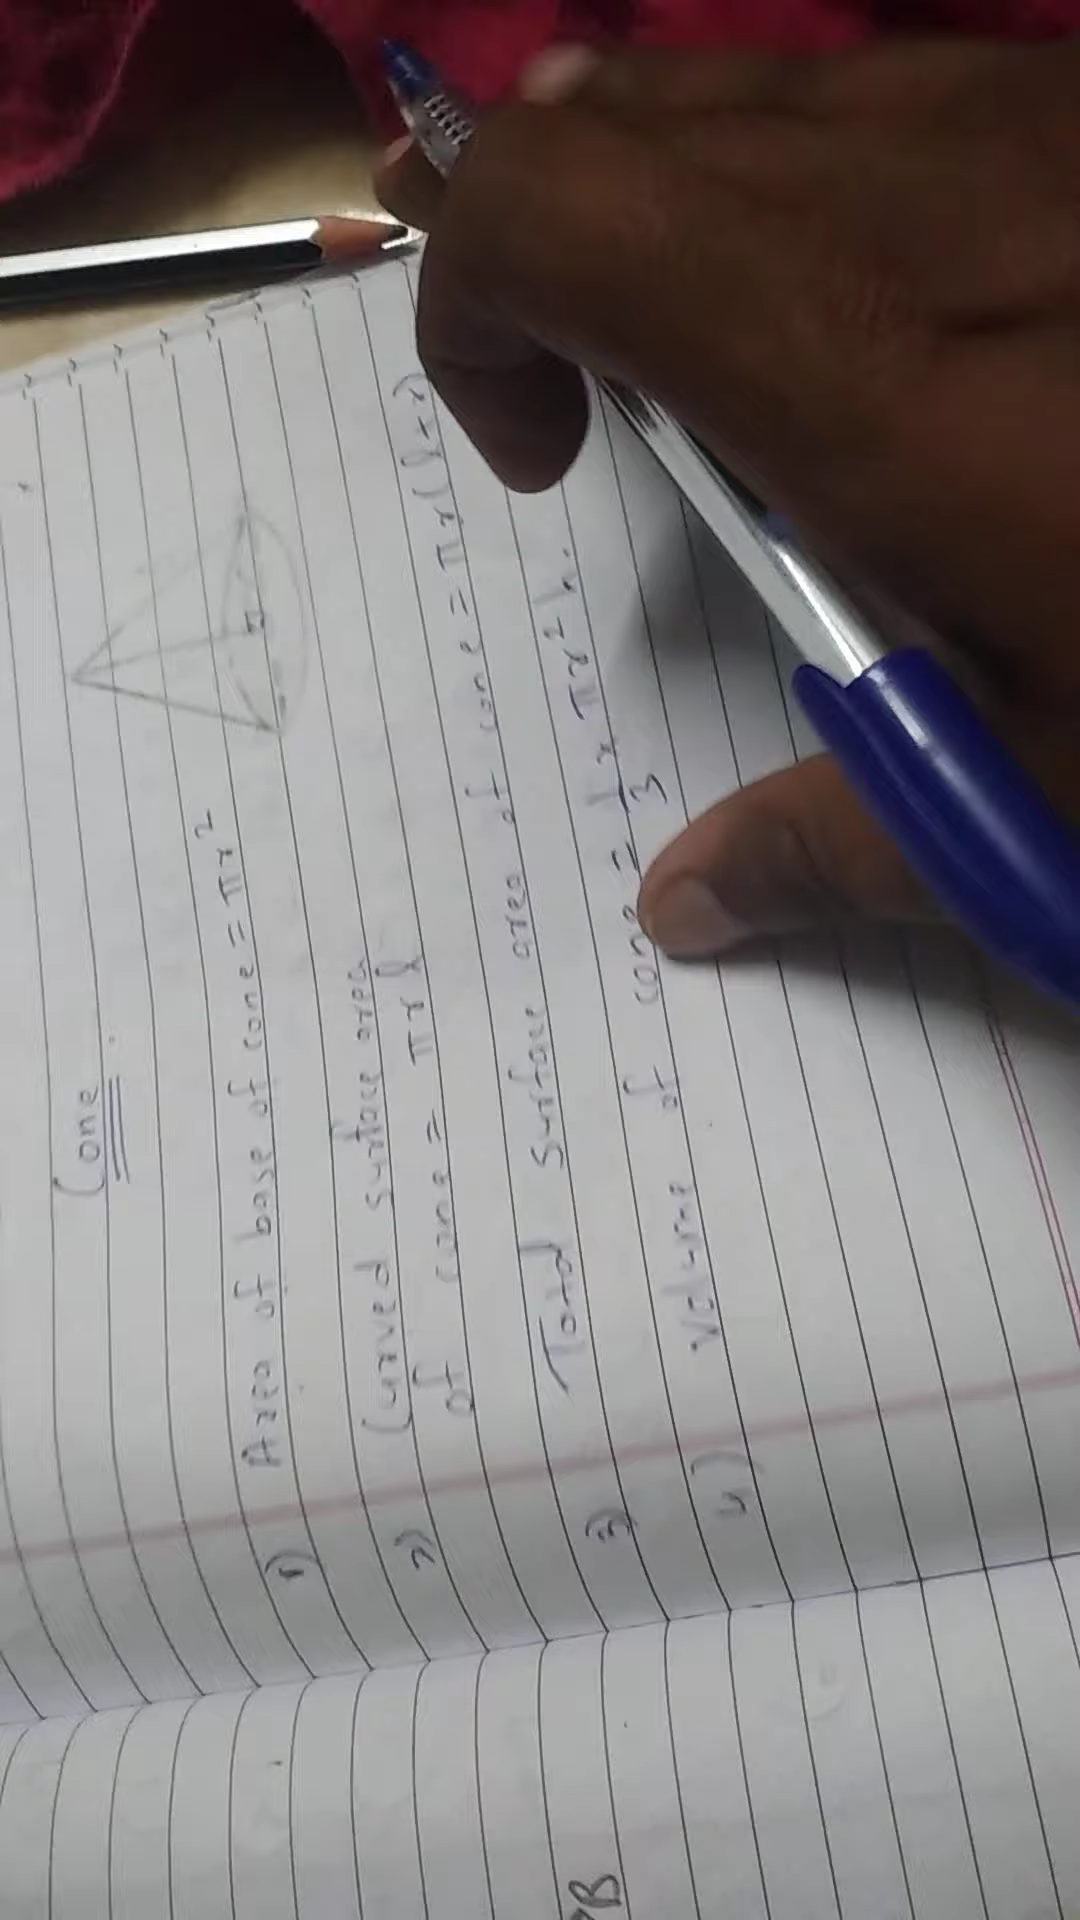 Cone
1) Area of base of cone = πr²
2) Curved surface area
of cone = πrl
3) Total surface area of cone = πr(l+r)
4) Volume of cone = 1/3 × πr²h.
B